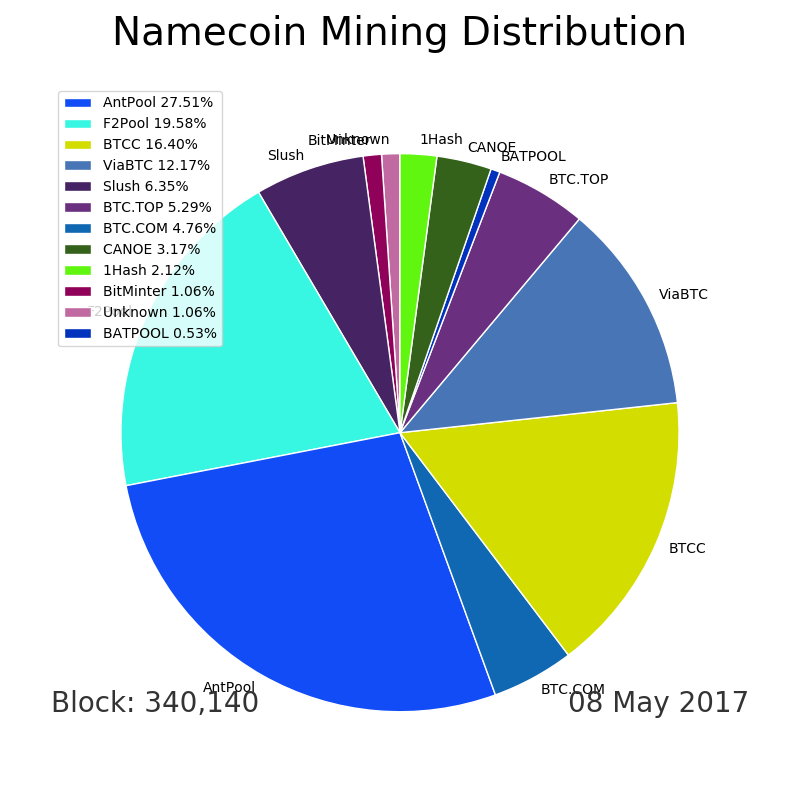 Namecoin Mining Distribution
AntPool 27.51%
F2Pool 19.58%
BTCC 16.40%
ViaBTC 12.17%
Slush 6.35%
BTC.TOP 5.29%
BTC.COM 4.76%
CANOE 3.17%
1Hash 2.12%
BitMinter 1.06%
Unknown 1.06%
BATPOOL 0.53%
Slush
BitMinter
Unknown
1Hash
CANOE
BATPOOL
BTC.TOP
ViaBTC
BTCC
BTC.COM
AntPool
Block: 340,140
08 May 2017